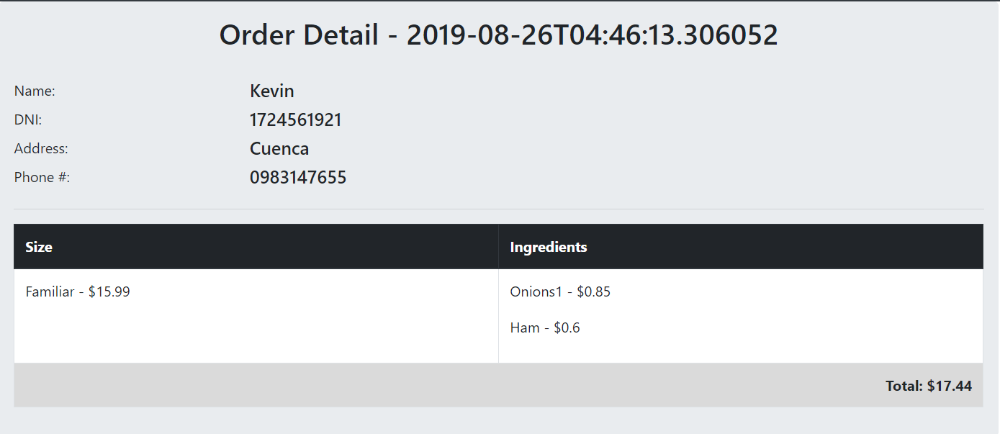 Order Detail - 2019-08-26T04:46:13.306052
Name: Kevin
DNI: 1724561921
Address: Cuenca
Phone #: 0983147655
Size Ingredients
Familiar - $15.99 Onions1 - $0.85
Ham - $0.6
Total: $17.44